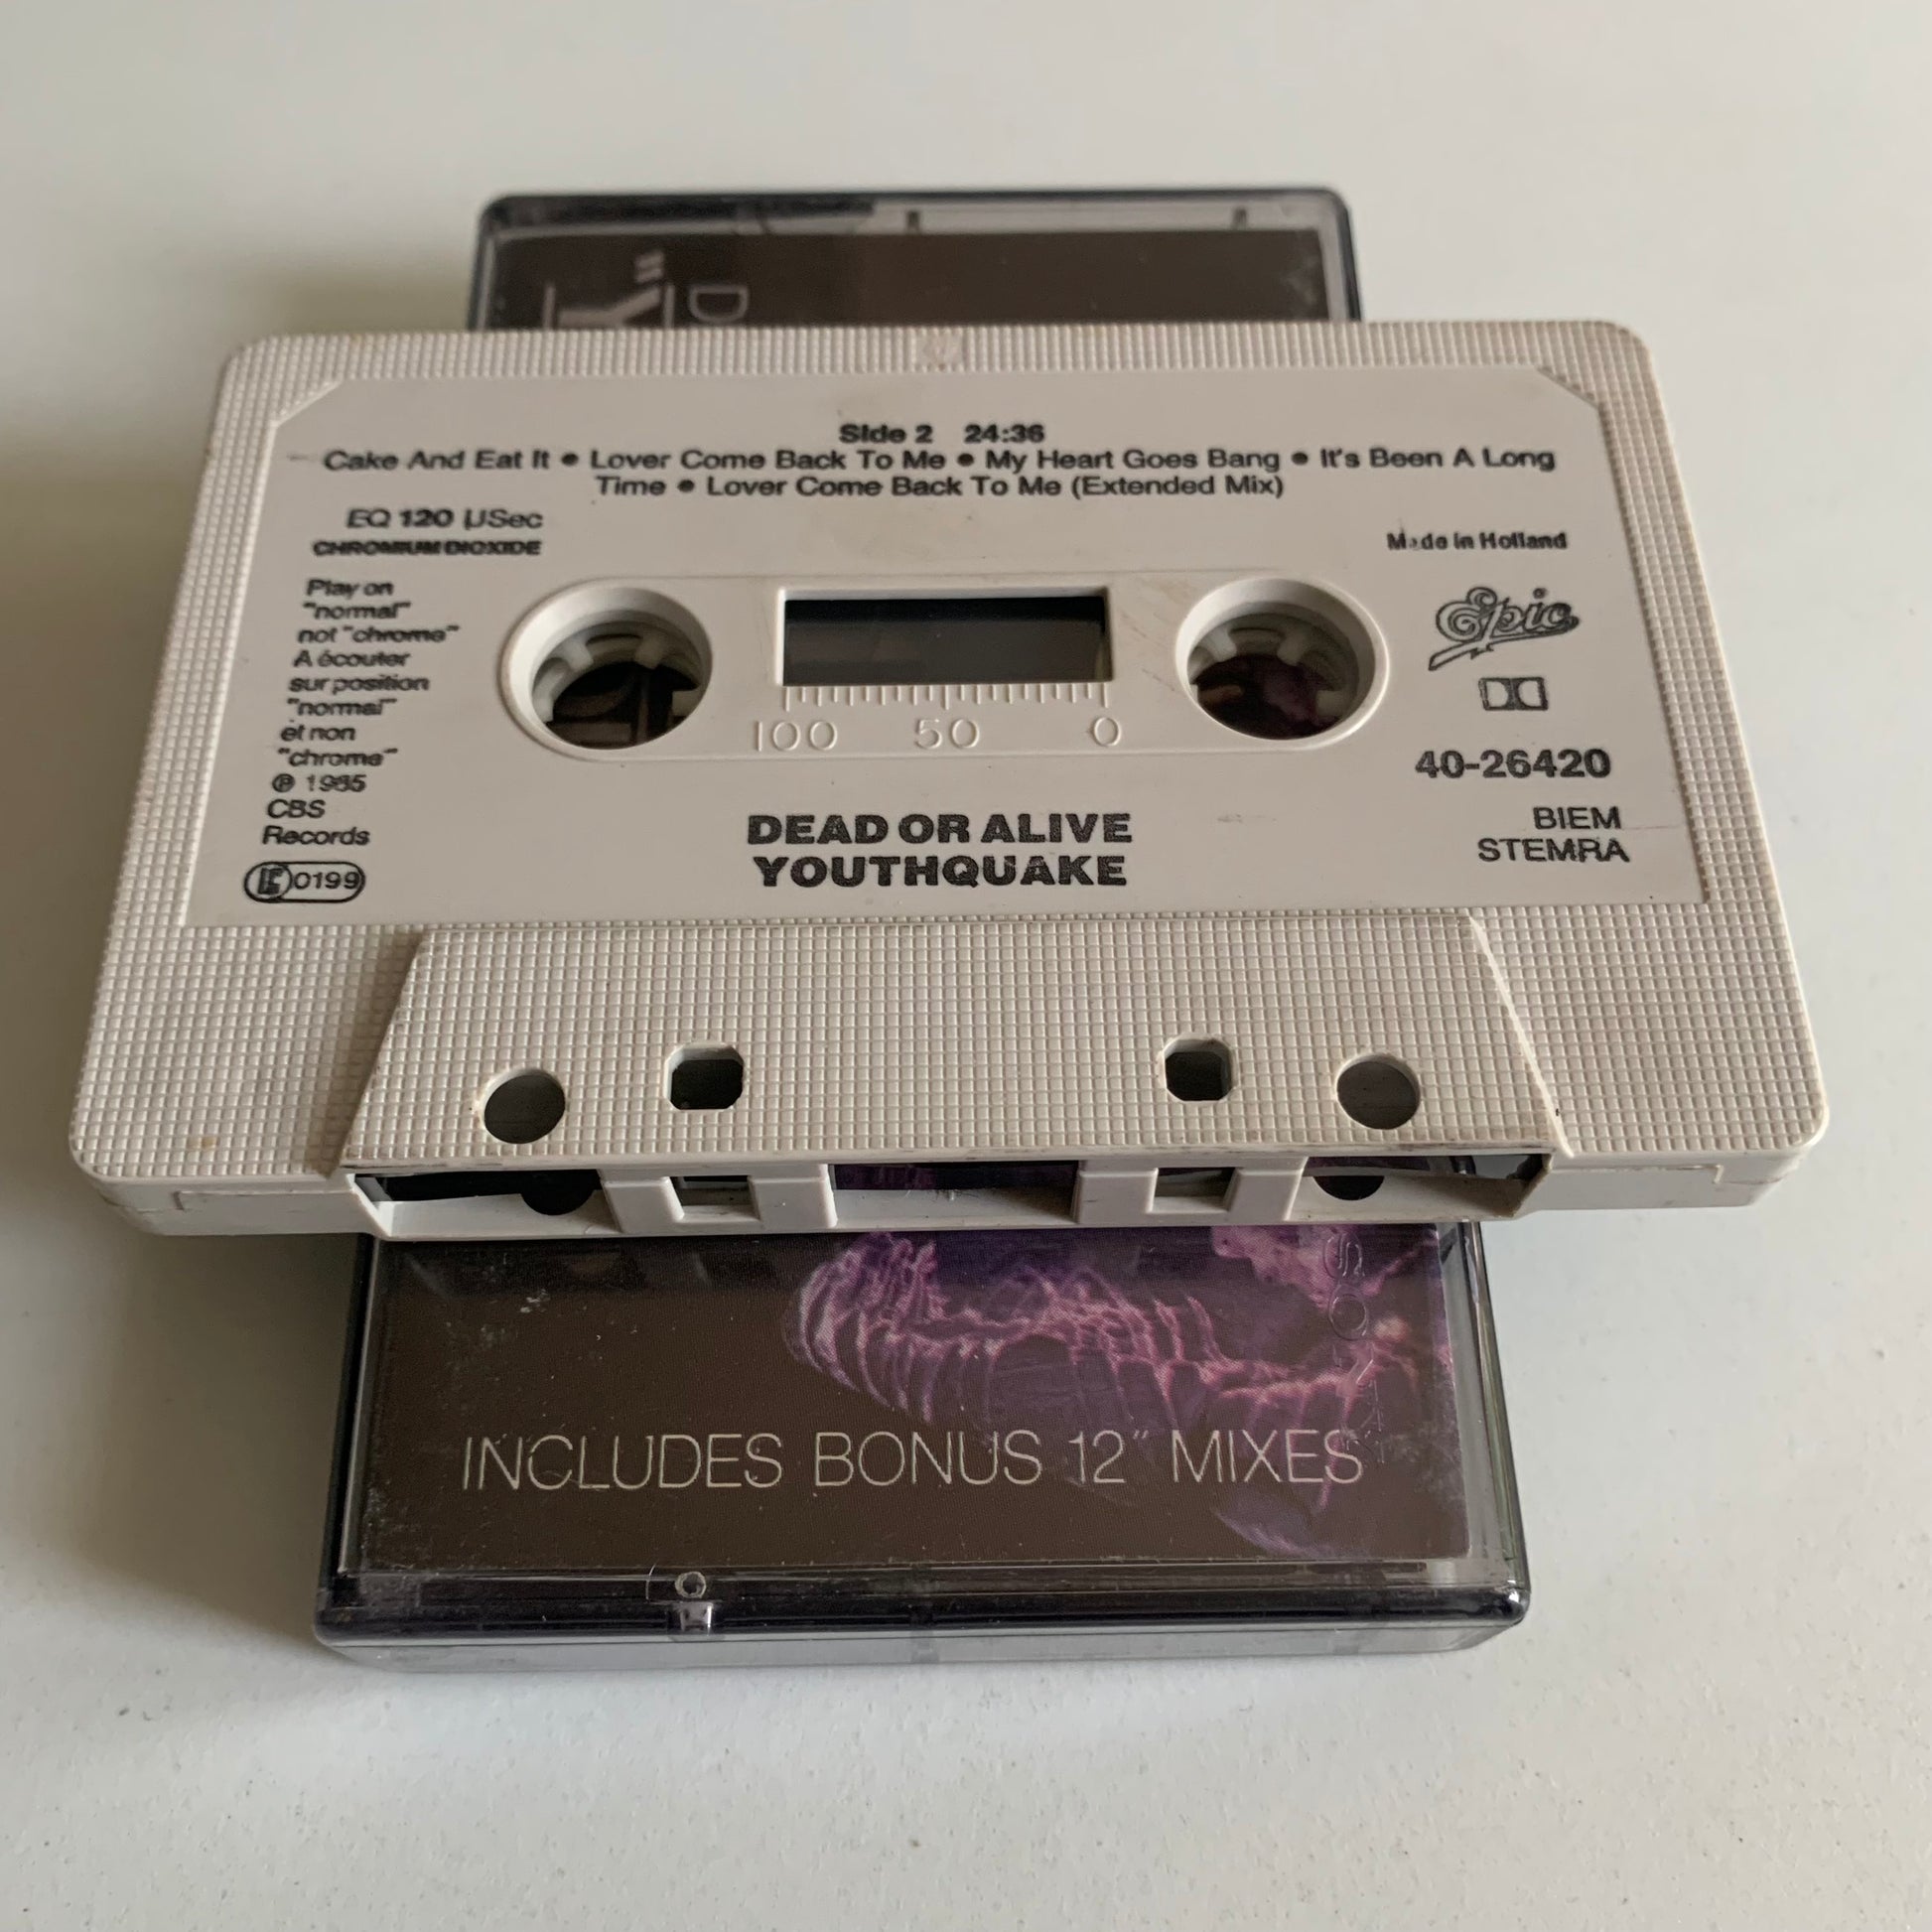 D
Y"
Side 2 24:36
Cake And Eat It • Lover Come Back To Me • My Heart Goes Bang • It's Been A Long
Time • Lover Come Back To Me (Extended Mix)
EQ 120 µSec
CHROMIUM DIOXIDE
Made in Holland
Play on
"normal"
not "chrome"
A écouter
sur position
"normal"
et non
"chrome"
℗ 1985
CBS
Records
LC 0199
Epic
40-26420
BIEM
STEMRA
100 50 0
DEAD OR ALIVE
YOUTHQUAKE
SONY
INCLUDES BONUS 12" MIXES